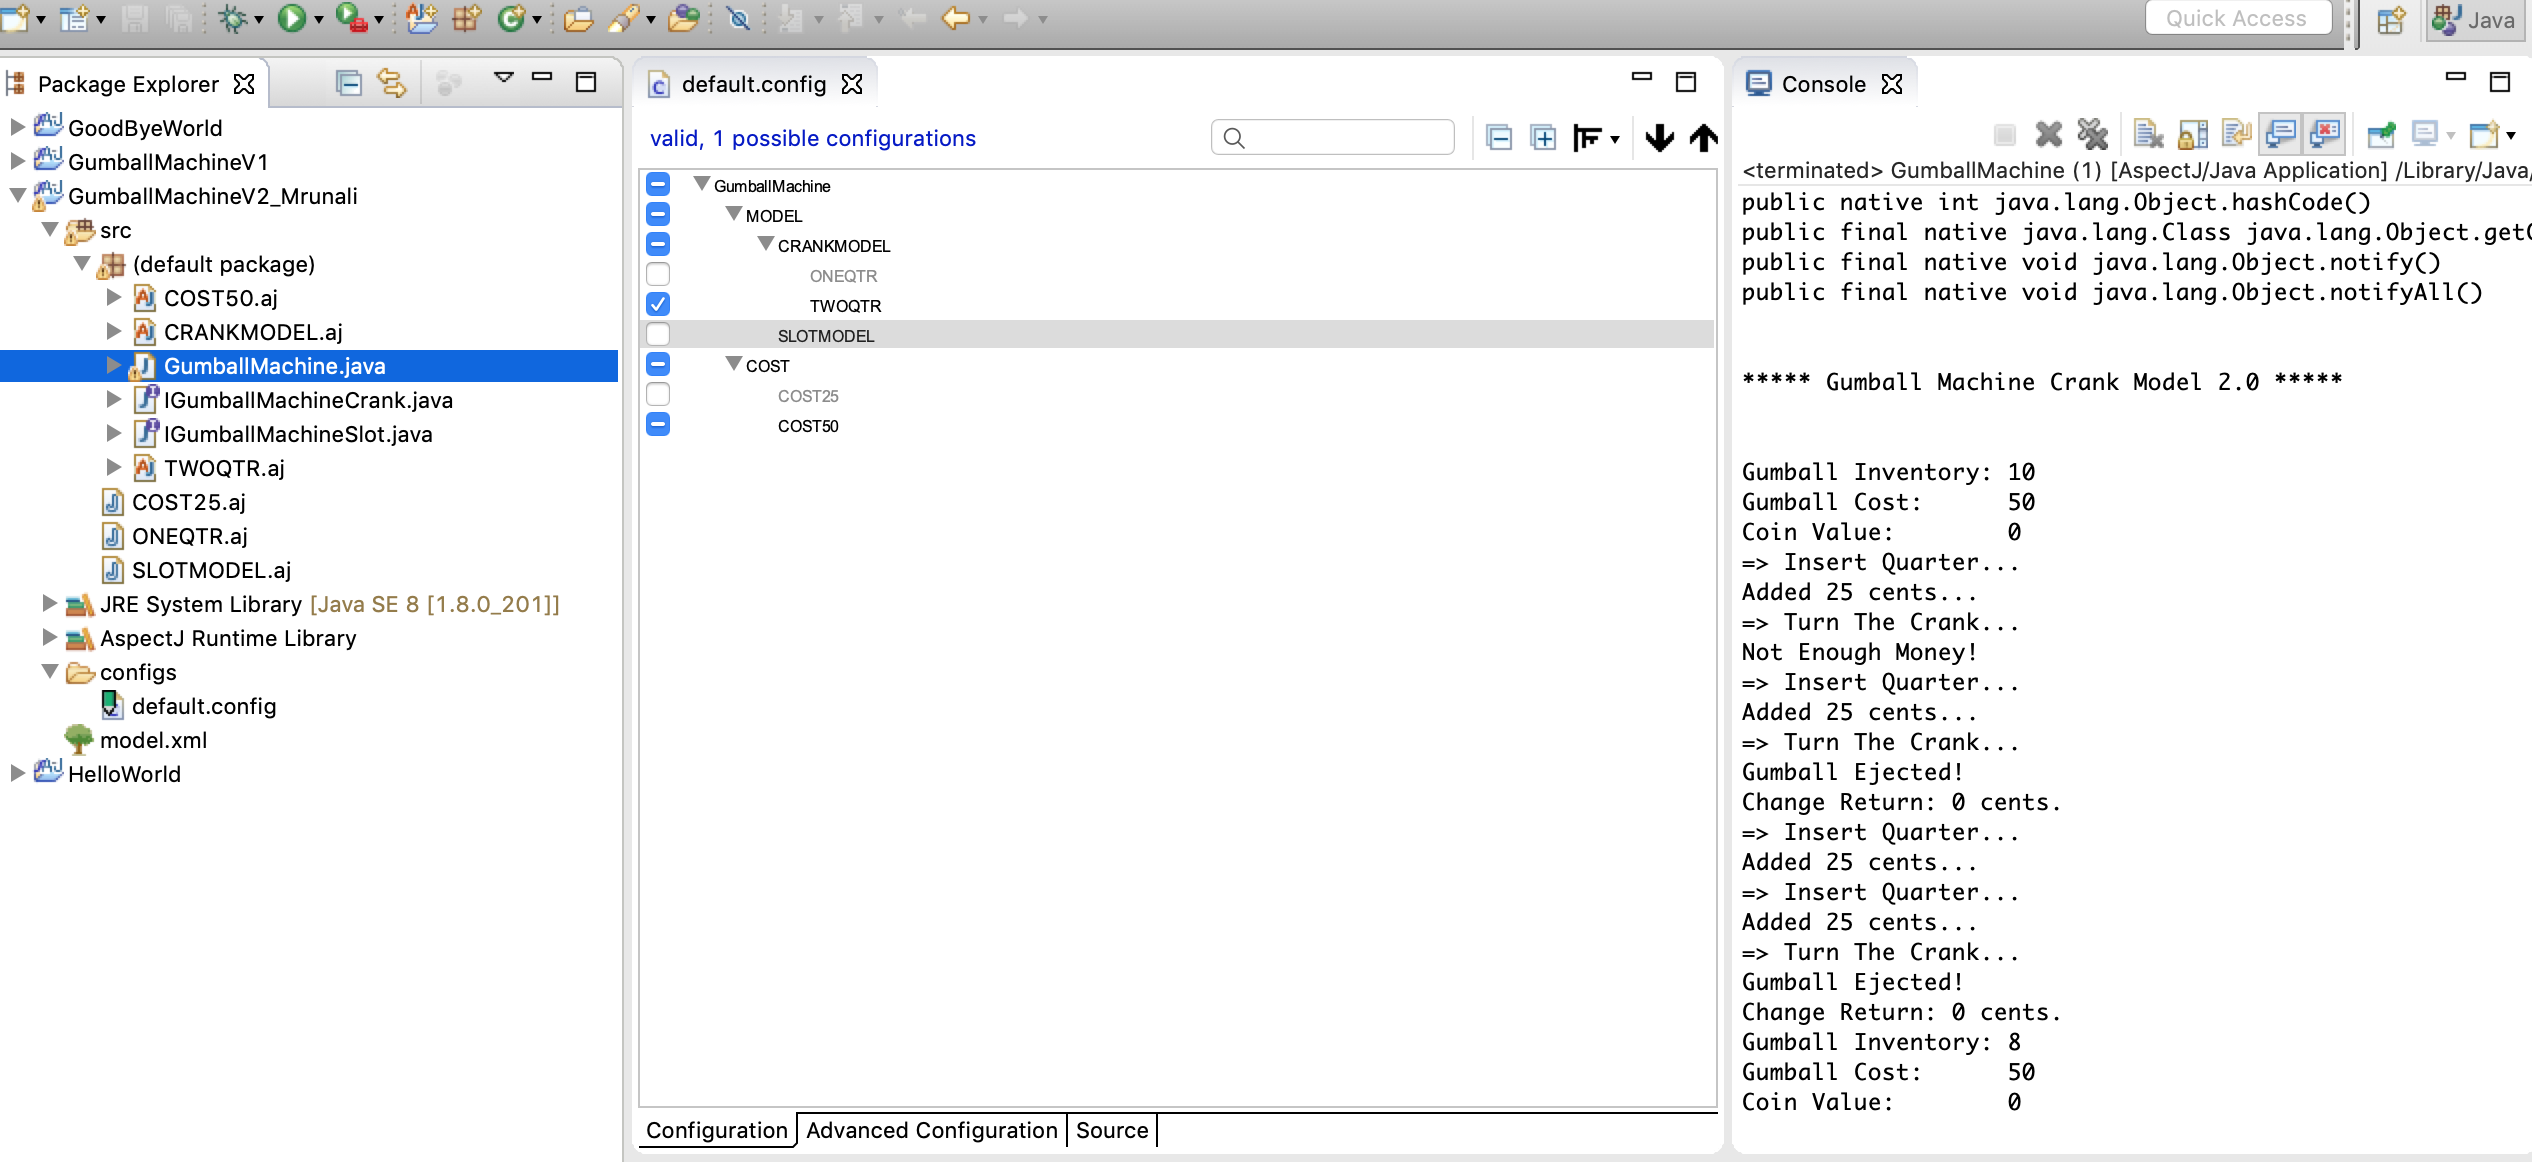 Quick Access
Java
Package Explorer
GoodByeWorld
GumballMachineV1
GumballMachineV2_Mrunali
src
(default package)
COST50.aj
CRANKMODEL.aj
GumballMachine.java
IGumballMachineCrank.java
IGumballMachineSlot.java
TWOQTR.aj
COST25.aj
ONEQTR.aj
SLOTMODEL.aj
JRE System Library [Java SE 8 [1.8.0_201]]
AspectJ Runtime Library
configs
default.config
model.xml
HelloWorld
default.config
valid, 1 possible configurations
GumballMachine
MODEL
CRANKMODEL
ONEQTR
TWOQTR
SLOTMODEL
COST
COST25
COST50
Configuration
Advanced Configuration
Source
Console
<terminated> GumballMachine (1) [AspectJ/Java Application] /Library/Java/
public native int java.lang.Object.hashCode()
public final native java.lang.Class java.lang.Object.get
public final native void java.lang.Object.notify()
public final native void java.lang.Object.notifyAll()
***** Gumball Machine Crank Model 2.0 *****
Gumball Inventory: 10
Gumball Cost: 50
Coin Value: 0
=> Insert Quarter...
Added 25 cents...
=> Turn The Crank...
Not Enough Money!
=> Insert Quarter...
Added 25 cents...
=> Turn The Crank...
Gumball Ejected!
Change Return: 0 cents.
=> Insert Quarter...
Added 25 cents...
=> Insert Quarter...
Added 25 cents...
=> Turn The Crank...
Gumball Ejected!
Change Return: 0 cents.
Gumball Inventory: 8
Gumball Cost: 50
Coin Value: 0